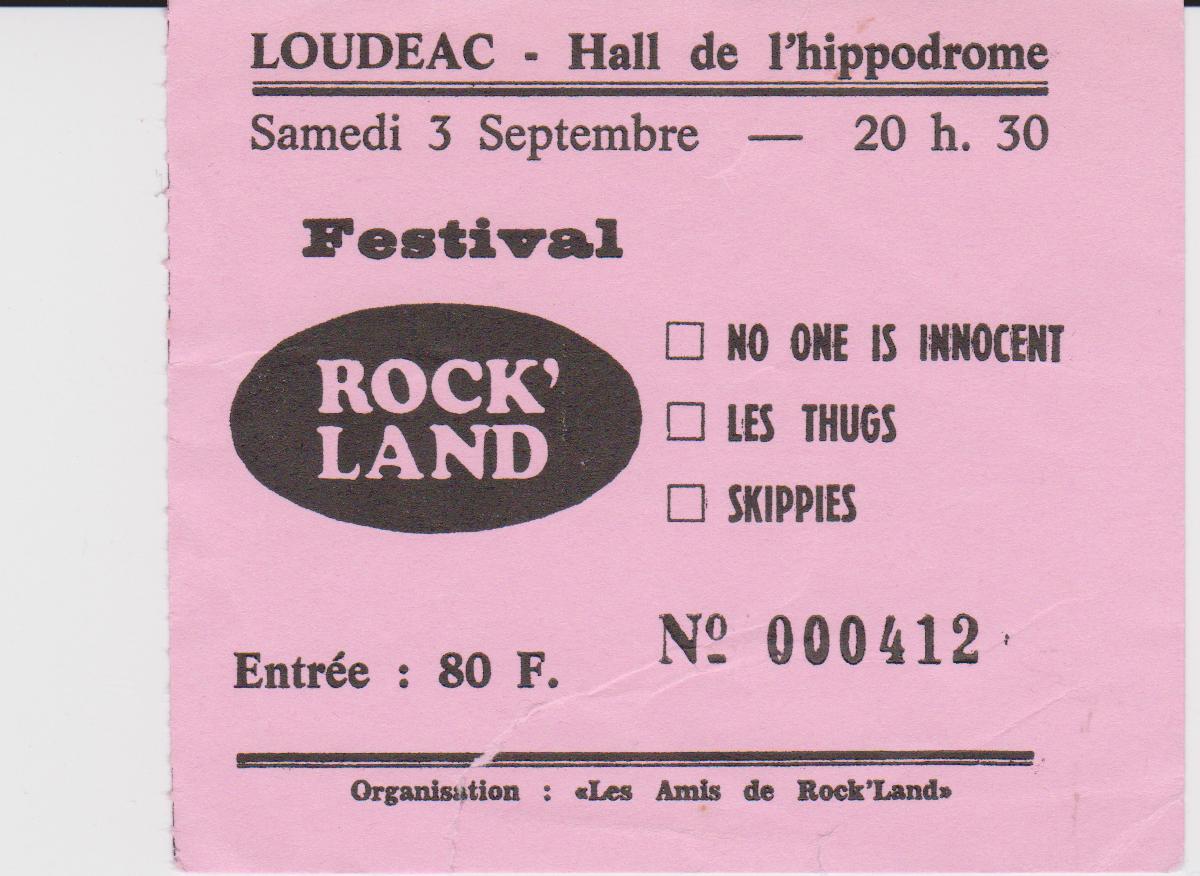 LOUDEAC - Hall de l'hippodrome
Samedi 3 Septembre — 20 h. 30
Festival
ROCK'
LAND
NO ONE IS INNOCENT
LES THUGS
SKIPPIES
Nº 000412
Entrée : 80 F.
Organisation : «Les Amis de Rock'Land»